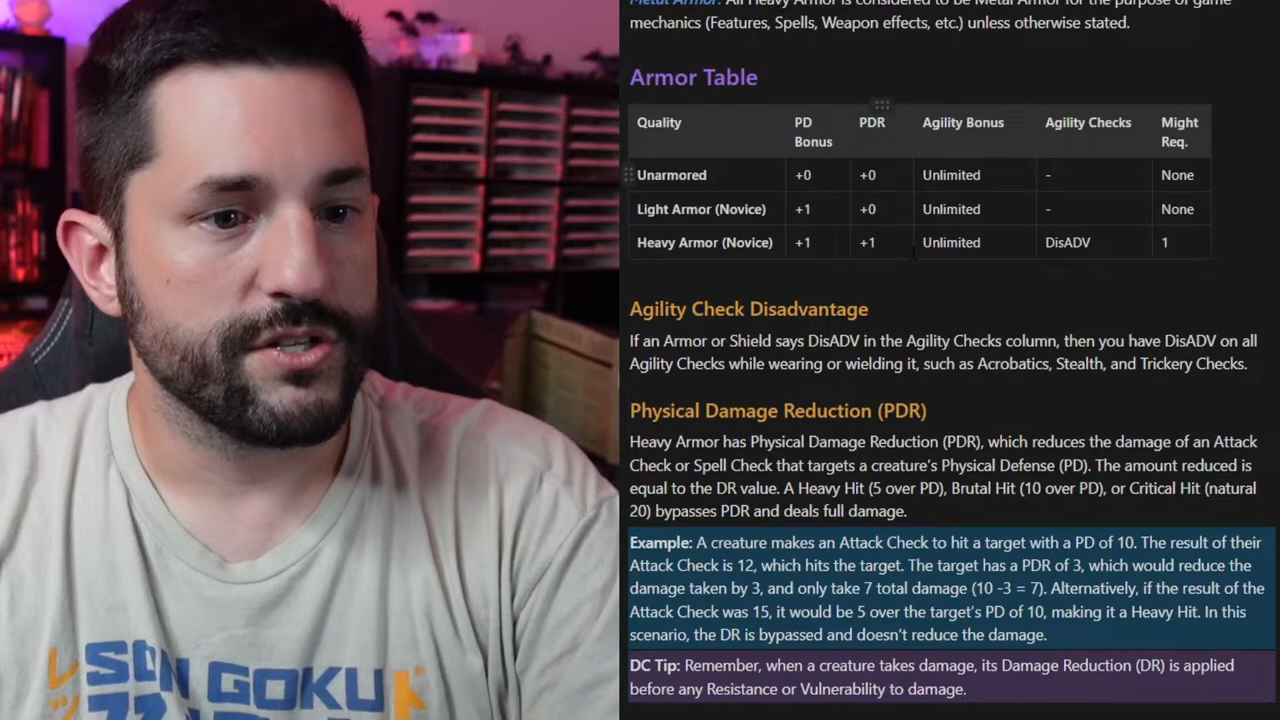 Metal Armor: All Heavy Armor is considered to be Metal Armor for the purpose of game
mechanics (Features, Spells, Weapon effects, etc.) unless otherwise stated.
Armor Table
Quality PD Bonus PDR Agility Bonus Agility Checks Might Req.
Unarmored +0 +0 Unlimited - None
Light Armor (Novice) +1 +0 Unlimited - None
Heavy Armor (Novice) +1 +1 Unlimited DisADV 1
Agility Check Disadvantage
If an Armor or Shield says DisADV in the Agility Checks column, then you have DisADV on all
Agility Checks while wearing or wielding it, such as Acrobatics, Stealth, and Trickery Checks.
Physical Damage Reduction (PDR)
Heavy Armor has Physical Damage Reduction (PDR), which reduces the damage of an Attack
Check or Spell Check that targets a creature's Physical Defense (PD). The amount reduced is
equal to the DR value. A Heavy Hit (5 over PD), Brutal Hit (10 over PD), or Critical Hit (natural
20) bypasses PDR and deals full damage.
Example: A creature makes an Attack Check to hit a target with a PD of 10. The result of their
Attack Check is 12, which hits the target. The target has a PDR of 3, which would reduce the
damage taken by 3, and only take 7 total damage (10 -3 = 7). Alternatively, if the result of the
Attack Check was 15, it would be 5 over the target's PD of 10, making it a Heavy Hit. In this
scenario, the DR is bypassed and doesn't reduce the damage.
DC Tip: Remember, when a creature takes damage, its Damage Reduction (DR) is applied
before any Resistance or Vulnerability to damage.
SON GOKU